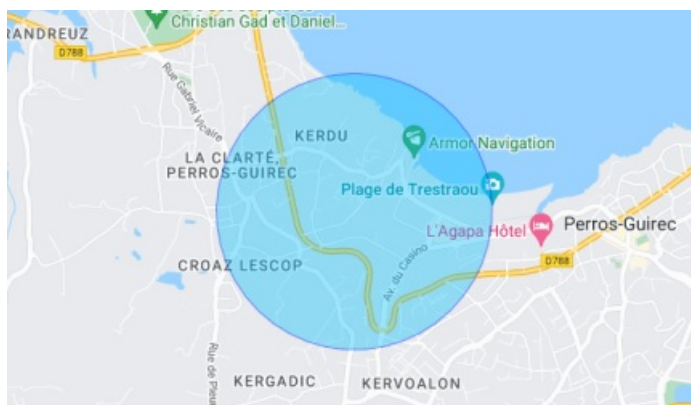 Christian Gad et Daniel...
RANDREUZ
D788
Rue Gabriel Vicaire
KERDU
Armor Navigation
LA CLARTÉ,
PERROS-GUIREC
Plage de Trestraou
L'Agapa Hôtel
Perros-Guirec
CROAZ LESCOP
Av. du Casino
D788
Rue de Pleu
KERGADIC
KERVOALON